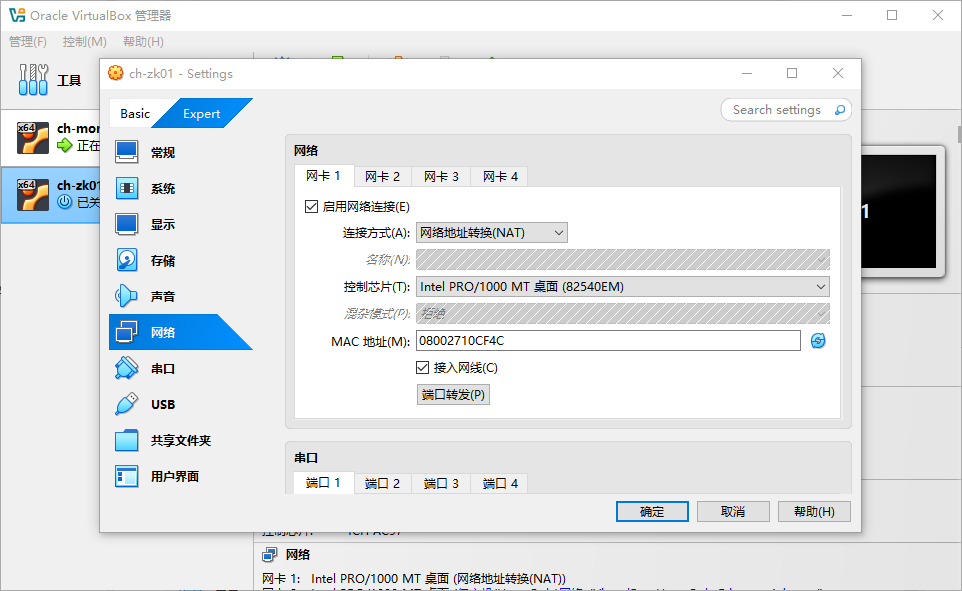 Oracle VirtualBox 管理器
管理(F) 控制(M) 帮助(H)
工具
ch-zk01 - Settings
Basic Expert Search settings
x64 ch-mon
正在
x64 ch-zk01
已关
1
常规
系统
显示
存储
声音
网络
串口
USB
共享文件夹
用户界面
网络
网卡 1 网卡 2 网卡 3 网卡 4
启用网络连接(E)
连接方式(A): 网络地址转换(NAT)
名称(N):
控制芯片(T): Intel PRO/1000 MT 桌面 (82540EM)
混杂模式(P): 拒绝
MAC 地址(M): 08002710CF4C
接入网线(C)
端口转发(P)
串口
端口 1 端口 2 端口 3 端口 4
确定 取消 帮助(H)
网络
网卡 1: Intel PRO/1000 MT 桌面 (网络地址转换(NAT))